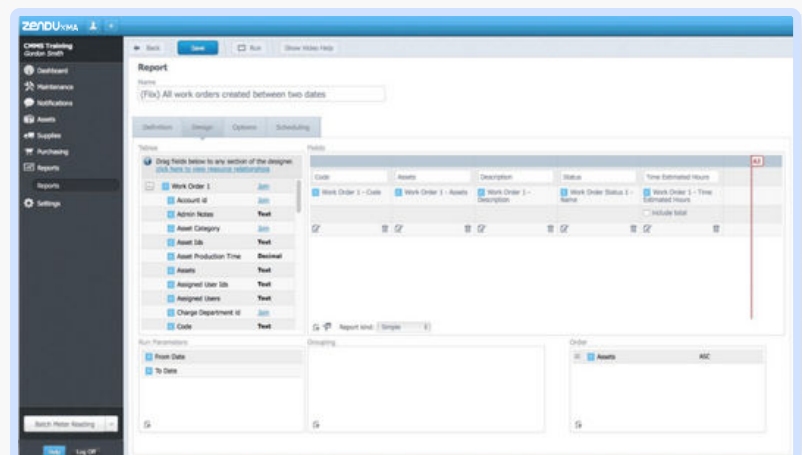 ZENDUXMA
CMMS Training
Gordon Smith
Back
Save
Run
Show Video Help
Dashboard
Maintenance
Notifications
Assets
Supplies
Purchasing
Reports
Reports
Settings
Batch Meter Reading
Help
Log Off
Report
Name
(Fiix) All work orders created between two dates
Definition
Design
Options
Scheduling
Tables
Drag fields below to any section of the designer.
click here to view resource relationships
Work Order 1 Join
Account id Join
Admin Notes Text
Asset Category Join
Asset Ids Text
Asset Production Time Decimal
Assets Text
Assigned User Ids Text
Assigned Users Text
Charge Department id Join
Code Text
Fields
A3
Code
Assets
Description
Status
Time Estimated Hours
Work Order 1 - Code
Work Order 1 - Assets
Work Order 1 -
Description
Work Order Status 1 -
Name
Work Order 1 - Time
Estimated Hours
Include total
Report kind: Simple
Run Parameters
From Date
To Date
Grouping
Order
Assets ASC